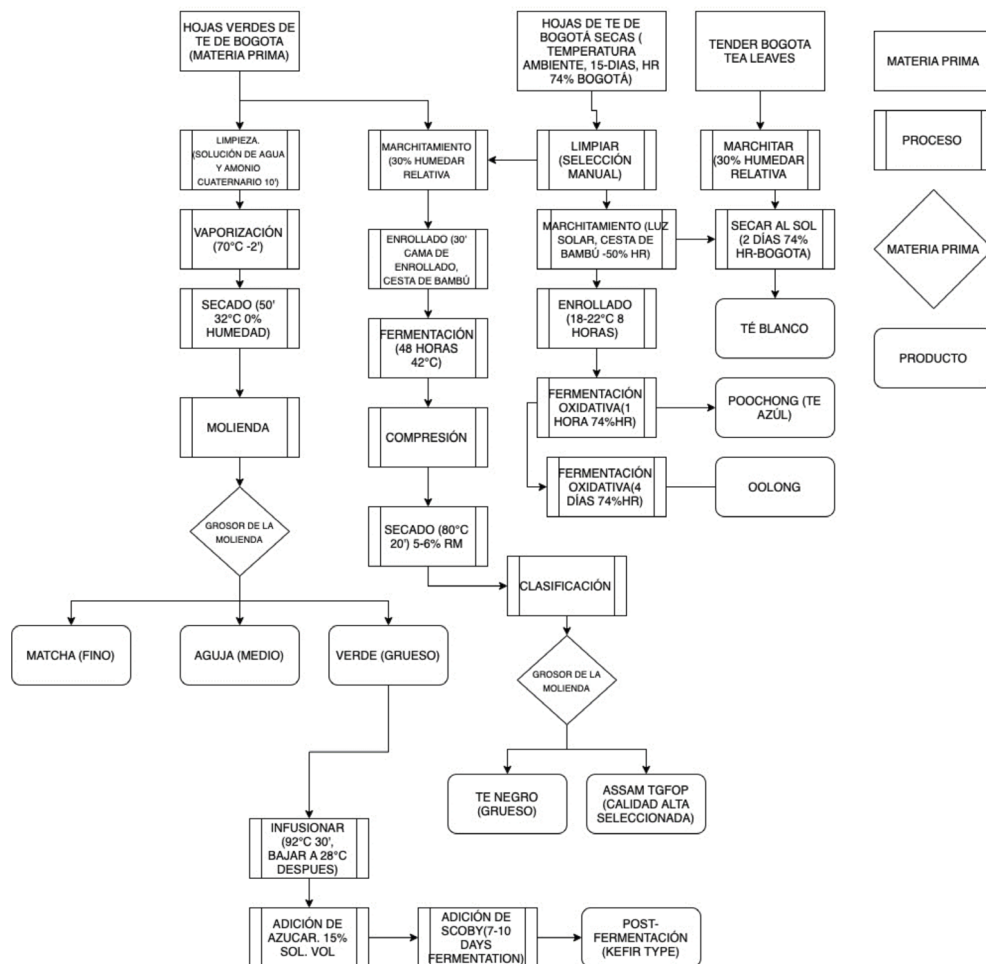 HOJAS VERDES DE
TE DE BOGOTA
(MATERIA PRIMA)
HOJAS DE TE DE
BOGOTÁ SECAS (
TEMPERATURA
AMBIENTE, 15-DIAS, HR
74% BOGOTÁ)
TENDER BOGOTA
TEA LEAVES
MATERIA PRIMA
LIMPIEZA.
(SOLUCIÓN DE AGUA
Y AMONIO
CUATERNARIO 10')
MARCHITAMIENTO
(30% HUMEDAR
RELATIVA
LIMPIAR
(SELECCIÓN
MANUAL)
MARCHITAR
(30% HUMEDAR
RELATIVA
PROCESO
VAPORIZACIÓN
(70°C -2')
ENROLLADO (30'
CAMA DE
ENROLLADO,
CESTA DE BAMBÚ
MARCHITAMIENTO (LUZ
SOLAR, CESTA DE
BAMBÚ -50% HR)
SECAR AL SOL
(2 DÍAS 74%
HR-BOGOTA)
MATERIA PRIMA
SECADO (50'
32°C 0%
HUMEDAD)
FERMENTACIÓN
(48 HORAS
42°C)
ENROLLADO
(18-22°C 8
HORAS)
TÉ BLANCO
PRODUCTO
MOLIENDA
COMPRESIÓN
FERMENTACIÓN
OXIDATIVA(1
HORA 74%HR)
POOCHONG (TE
AZÚL)
FERMENTACIÓN
OXIDATIVA(4
DÍAS 74%HR)
OOLONG
GROSOR DE LA
MOLIENDA
SECADO (80°C
20') 5-6% RM
CLASIFICACIÓN
MATCHA (FINO)
AGUJA (MEDIO)
VERDE (GRUESO)
GROSOR DE LA
MOLIENDA
TE NEGRO
(GRUESO)
ASSAM TGFOP
(CALIDAD ALTA
SELECCIONADA)
INFUSIONAR
(92°C 30',
BAJAR A 28°C
DESPUES)
ADICIÓN DE
AZUCAR. 15%
SOL. VOL
ADICIÓN DE
SCOBY(7-10
DAYS
FERMENTATION)
POST-
FERMENTACIÓN
(KEFIR TYPE)